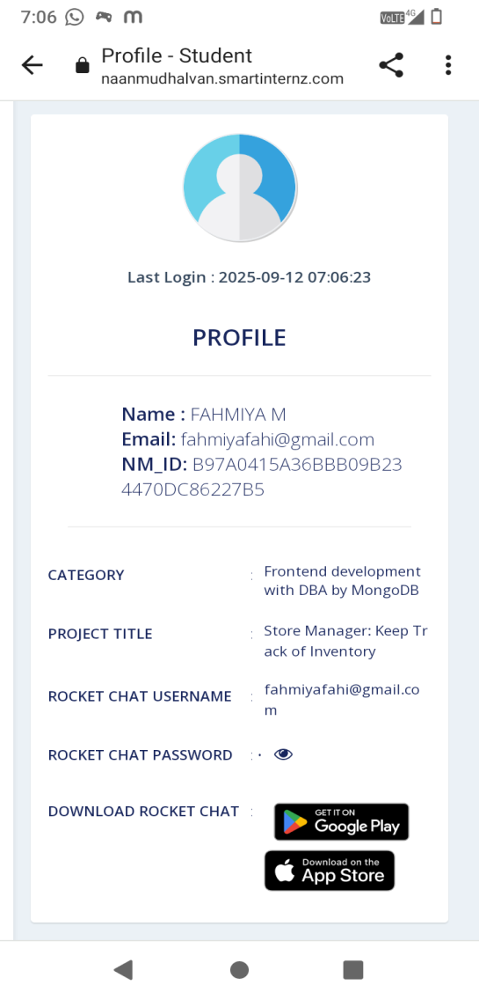 7:06
VoLTE 4G
Profile - Student
naanmudhalvan.smartinternz.com
Last Login : 2025-09-12 07:06:23
PROFILE
Name : FAHMIYA M
Email: fahmiyafahi@gmail.com
NM_ID: B97A0415A36BBB09B23
4470DC86227B5
CATEGORY : Frontend development
with DBA by MongoDB
PROJECT TITLE : Store Manager: Keep Tr
ack of Inventory
ROCKET CHAT USERNAME : fahmiyafahi@gmail.co
m
ROCKET CHAT PASSWORD : ·
DOWNLOAD ROCKET CHAT :
GET IT ON
Google Play
Download on the
App Store